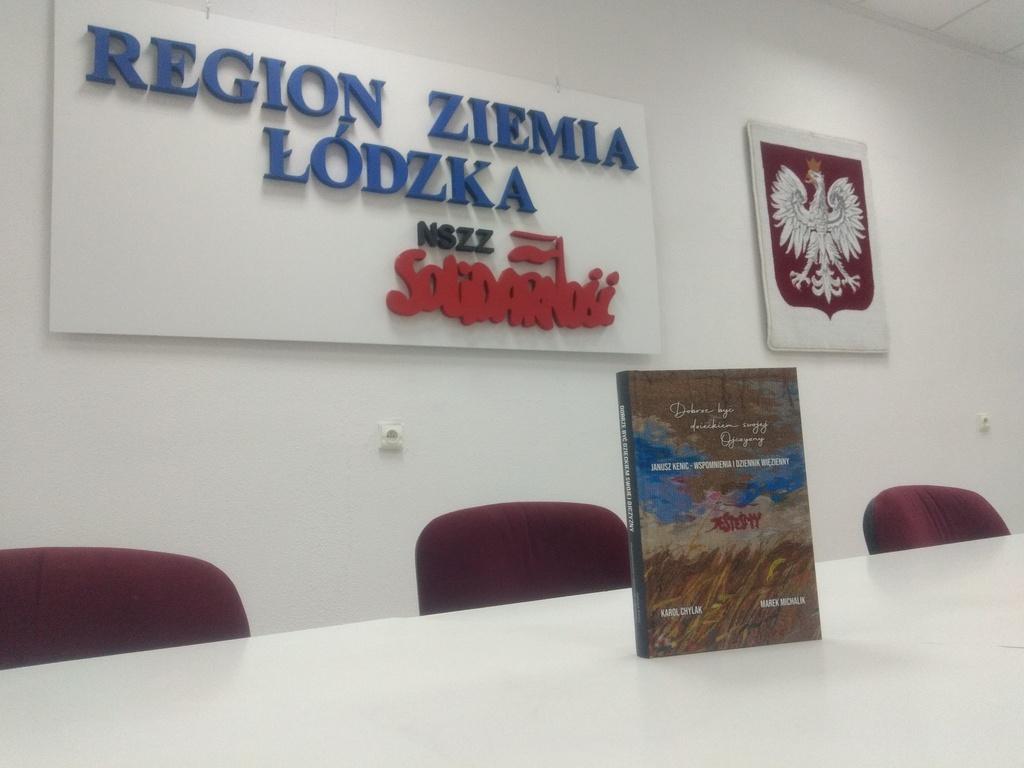 REGION ZIEMIA
ŁÓDZKA
NSZZ
SOLIDARNOŚĆ
Dobrze być
dzieckiem swojej
Ojczyzny
JANUSZ KENIC - WSPOMNIENIA I DZIENNIK WIĘZIENNY
JESTEŚMY
KAROL CHYLAK
MAREK MICHALIK
DOBRZE BYĆ DZIECKIEM SWOJEJ OJCZYZNY